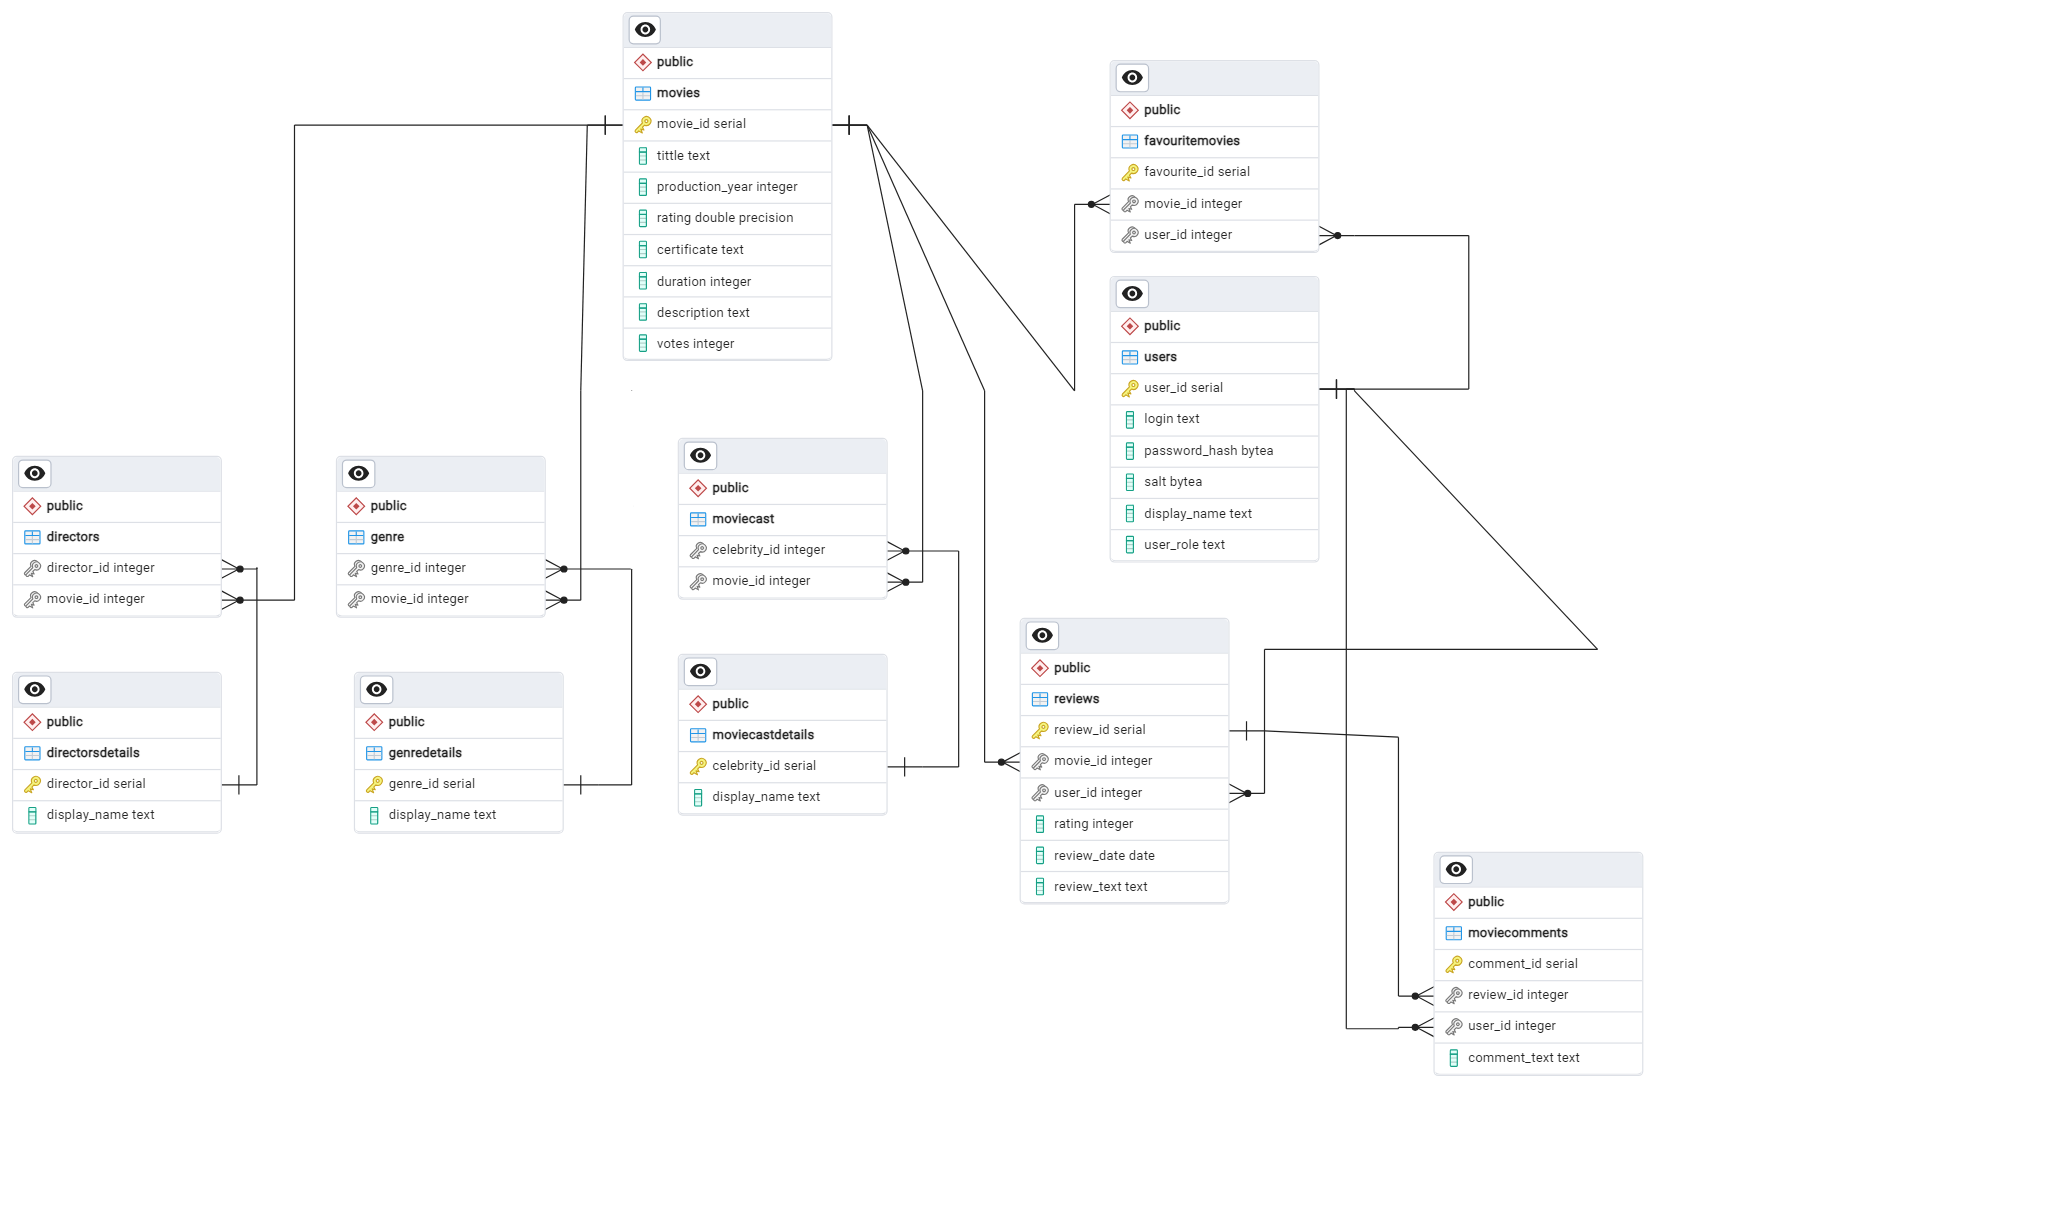 public
movies
movie_id serial
tittle text
production_year integer
rating double precision
certificate text
duration integer
description text
votes integer
public
favouritemovies
favourite_id serial
movie_id integer
user_id integer
public
users
user_id serial
login text
password_hash bytea
salt bytea
display_name text
user_role text
public
directors
director_id integer
movie_id integer
public
genre
genre_id integer
movie_id integer
public
moviecast
celebrity_id integer
movie_id integer
public
directorsdetails
director_id serial
display_name text
public
genredetails
genre_id serial
display_name text
public
moviecastdetails
celebrity_id serial
display_name text
public
reviews
review_id serial
movie_id integer
user_id integer
rating integer
review_date date
review_text text
public
moviecomments
comment_id serial
review_id integer
user_id integer
comment_text text